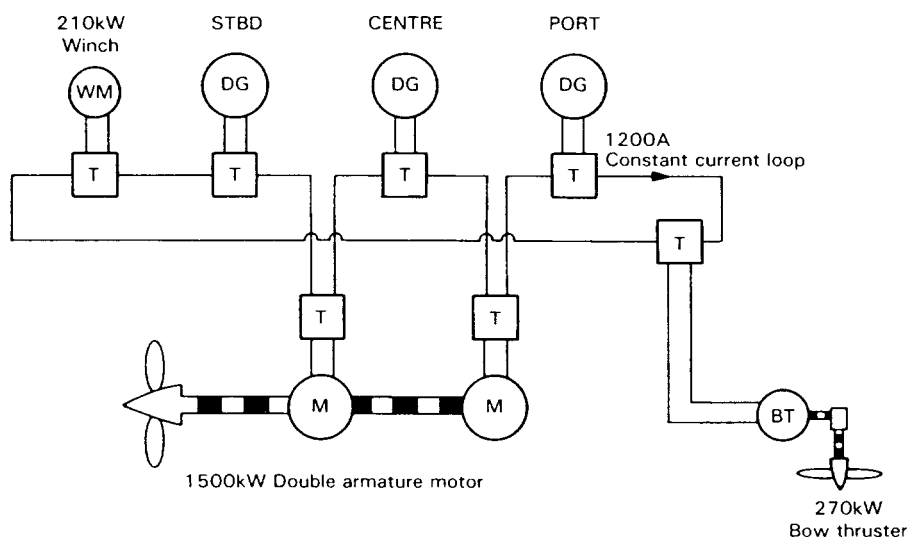 210kW
Winch
STBD
CENTRE
PORT
WM
DG
DG
DG
1200A
Constant current loop
T
T
T
T
T
T
T
M
M
BT
1500kW Double armature motor
270kW
Bow thruster